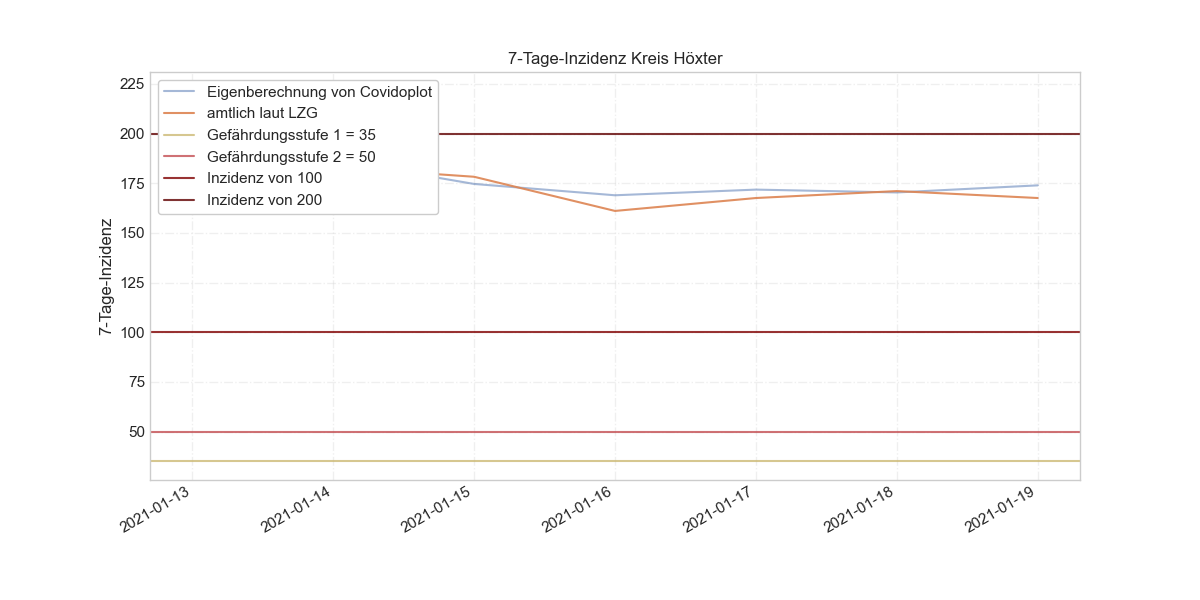 7-Tage-Inzidenz Kreis Höxter
7-Tage-Inzidenz
225
200
175
150
125
100
75
50
Eigenberechnung von Covidoplot
amtlich laut LZG
Gefährdungsstufe 1 = 35
Gefährdungsstufe 2 = 50
Inzidenz von 100
Inzidenz von 200
2021-01-13
2021-01-14
2021-01-15
2021-01-16
2021-01-17
2021-01-18
2021-01-19